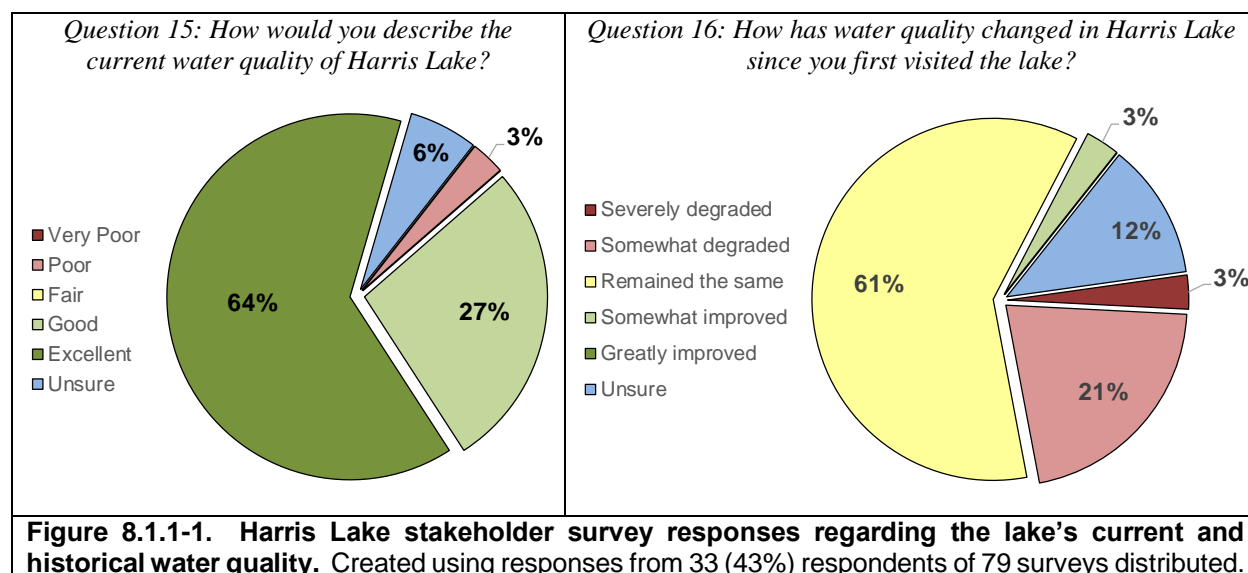 Question 15: How would you describe the
current water quality of Harris Lake?
6%
3%
64%
27%
Very Poor
Poor
Fair
Good
Excellent
Unsure
Question 16: How has water quality changed in Harris Lake
since you first visited the lake?
3%
12%
3%
61%
21%
Severely degraded
Somewhat degraded
Remained the same
Somewhat improved
Greatly improved
Unsure
Figure 8.1.1-1. Harris Lake stakeholder survey responses regarding the lake's current and
historical water quality. Created using responses from 33 (43%) respondents of 79 surveys distributed.